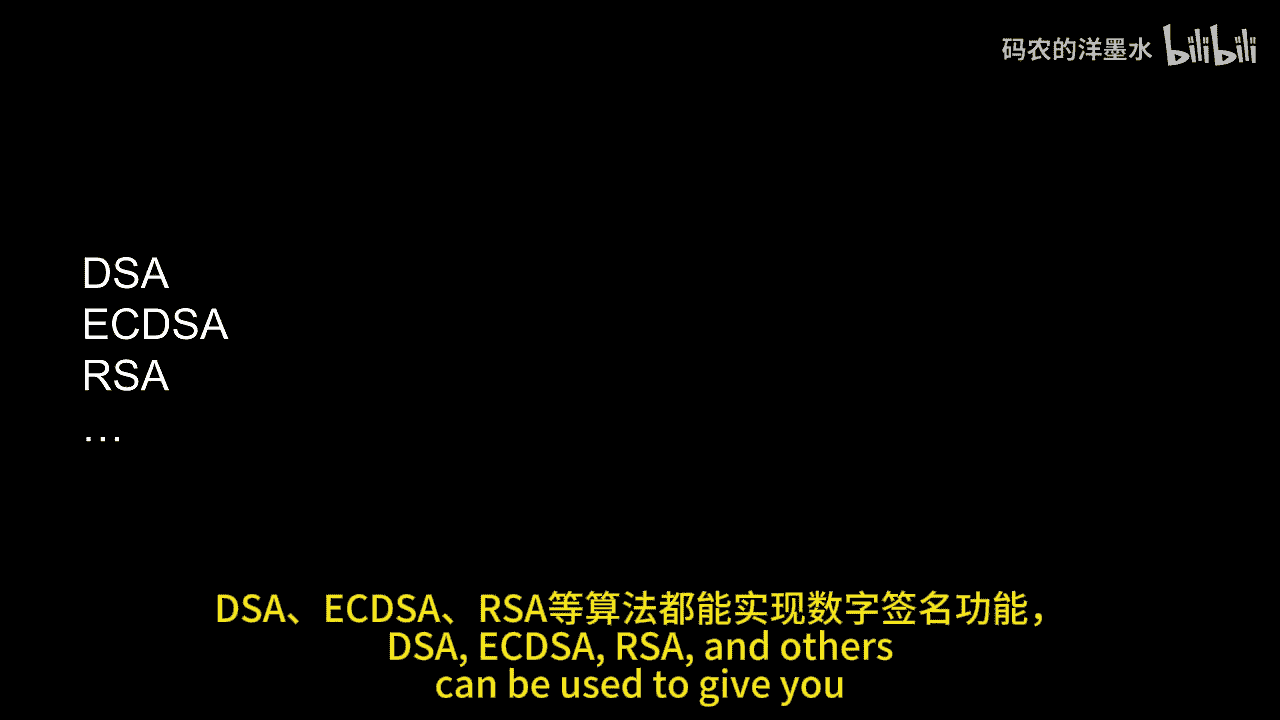 码农的洋墨水 bilibili
DSA
ECDSA
RSA
…
DSA、ECDSA、RSA等算法都能实现数字签名功能，
DSA, ECDSA, RSA, and others
can be used to give you